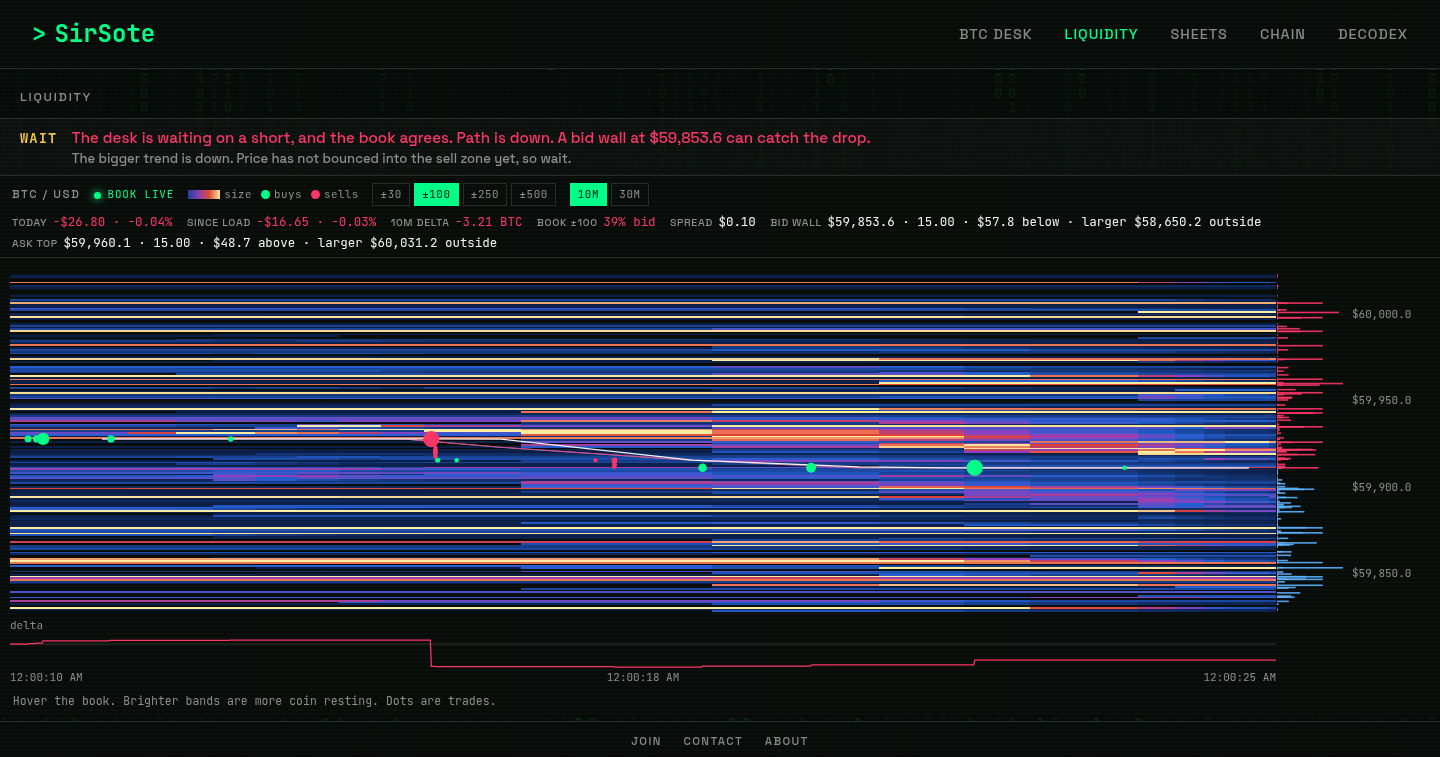 > SirSote
BTC DESK LIQUIDITY SHEETS CHAIN DECODEX
LIQUIDITY
WAIT The desk is waiting on a short, and the book agrees. Path is down. A bid wall at $59,853.6 can catch the drop.
The bigger trend is down. Price has not bounced into the sell zone yet, so wait.
BTC / USD BOOK LIVE size buys sells ±30 ±100 ±250 ±500 10M 30M
TODAY -$26.80 · -0.04% SINCE LOAD -$16.65 · -0.03% 10M DELTA -3.21 BTC BOOK ±100 39% bid SPREAD $0.10 BID WALL $59,853.6 · 15.00 · $57.8 below · larger $58,650.2 outside
ASK TOP $59,960.1 · 15.00 · $48.7 above · larger $60,031.2 outside
$60,000.0
$59,950.0
$59,900.0
$59,850.0
delta
12:00:10 AM 12:00:18 AM 12:00:25 AM
Hover the book. Brighter bands are more coin resting. Dots are trades.
JOIN CONTACT ABOUT